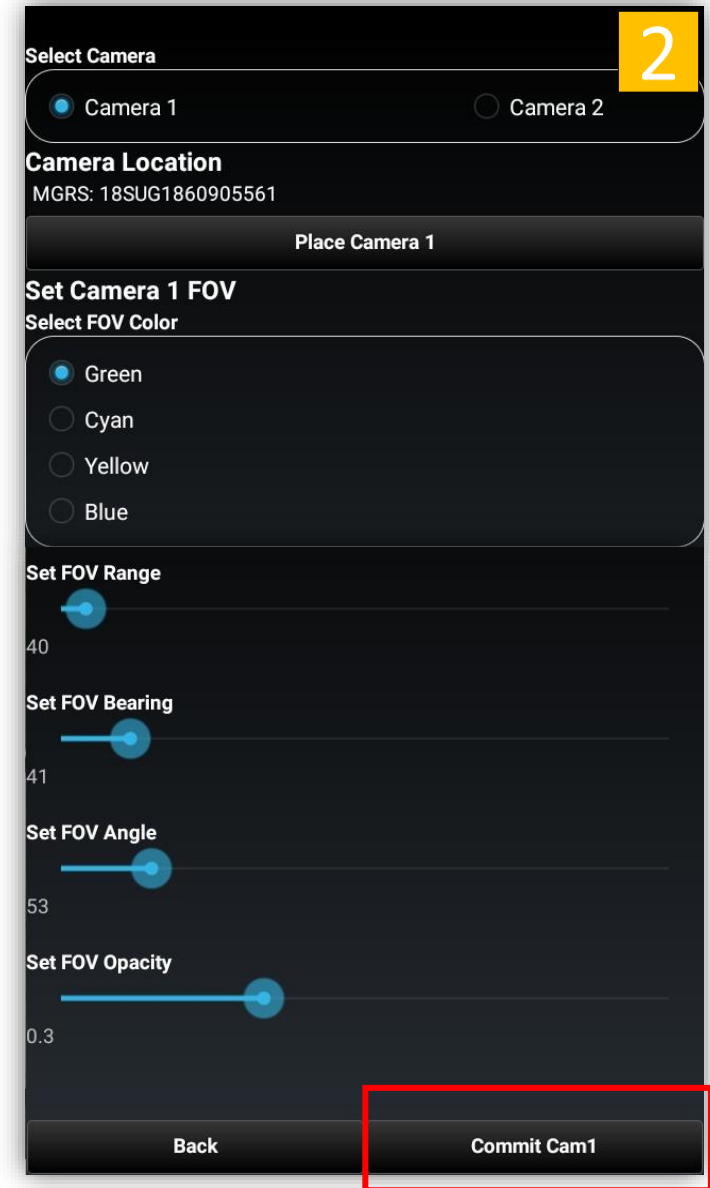 2
Select Camera
Camera 1 Camera 2
Camera Location
MGRS: 18SUG1860905561
Place Camera 1
Set Camera 1 FOV
Select FOV Color
Green
Cyan
Yellow
Blue
Set FOV Range
40
Set FOV Bearing
41
Set FOV Angle
53
Set FOV Opacity
0.3
Back Commit Cam1